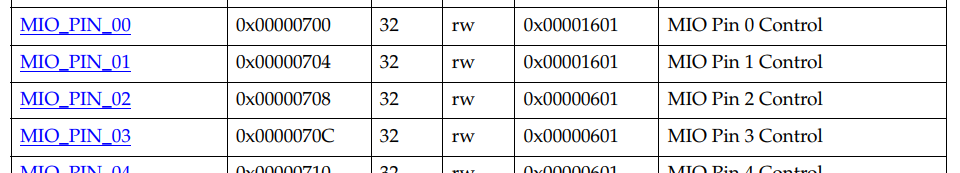 MIO_PIN_00 0x00000700 32 rw 0x00001601 MIO Pin 0 Control
MIO_PIN_01 0x00000704 32 rw 0x00001601 MIO Pin 1 Control
MIO_PIN_02 0x00000708 32 rw 0x00000601 MIO Pin 2 Control
MIO_PIN_03 0x0000070C 32 rw 0x00000601 MIO Pin 3 Control
MIO_PIN_04 0x00000710 32 rw 0x00000601 MIO Pin 4 Control